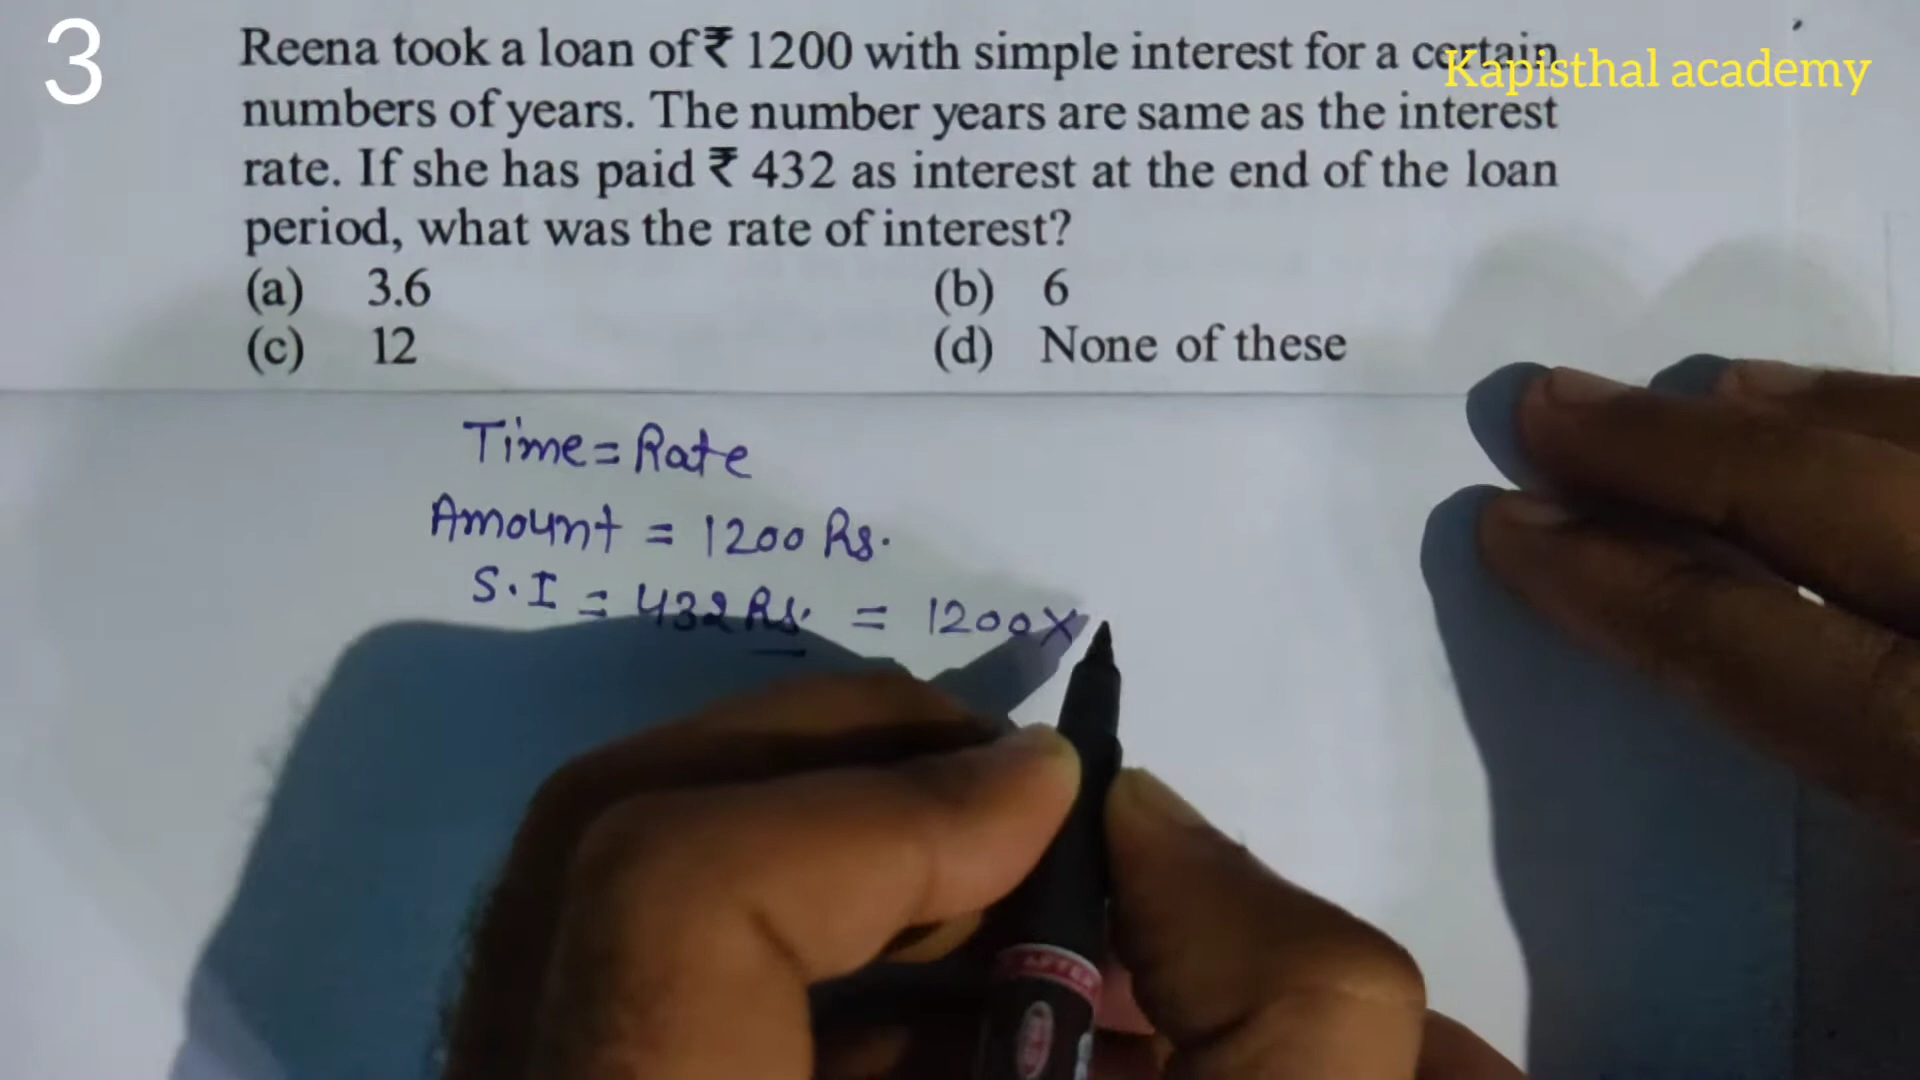 3
Reena took a loan of ₹ 1200 with simple interest for a certain
Kapisthal academy
numbers of years. The number years are same as the interest
rate. If she has paid ₹ 432 as interest at the end of the loan
period, what was the rate of interest?
(a) 3.6 (b) 6
(c) 12 (d) None of these
Time = Rate
Amount = 1200 Rs.
S.I = 432 Rs. = 1200×